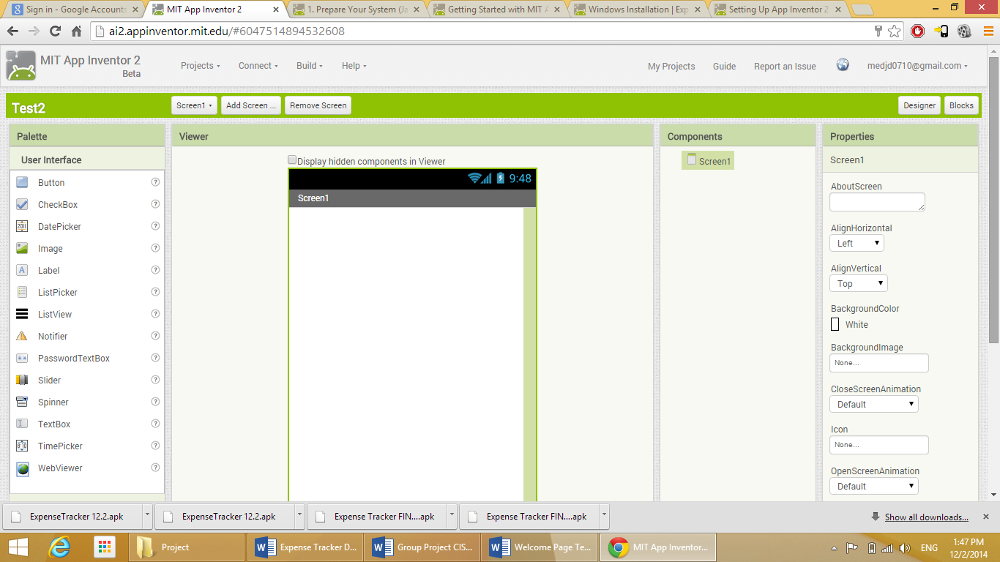 Sign in - Google Accounts
MIT App Inventor 2
1. Prepare Your System (Ja
Getting Started with MIT A
Windows Installation | Exp
Setting Up App Inventor 2
ai2.appinventor.mit.edu/#6047514894532608
MIT App Inventor 2
Beta
Projects
Connect
Build
Help
My Projects
Guide
Report an Issue
medjd0710@gmail.com
Test2
Screen1
Add Screen ...
Remove Screen
Designer
Blocks
Palette
User Interface
Button
?
CheckBox
?
2011
DatePicker
?
Image
?
A
Label
?
ListPicker
?
ListView
?
Notifier
?
PasswordTextBox
?
Slider
?
Spinner
?
TextBox
?
8:10
TimePicker
?
WebViewer
?
Viewer
Display hidden components in Viewer
9:48
Screen1
Components
Screen1
Properties
Screen1
AboutScreen
AlignHorizontal
Left
AlignVertical
Top
BackgroundColor
White
BackgroundImage
None...
CloseScreenAnimation
Default
Icon
None...
OpenScreenAnimation
Default
ExpenseTracker 12.2.apk
ExpenseTracker 12.2.apk
Expense Tracker FIN....apk
Expense Tracker FIN....apk
Show all downloads...
Project
Expense Tracker D...
Group Project CIS...
Welcome Page Te...
MIT App Inventor...
ENG
1:47 PM
12/2/2014